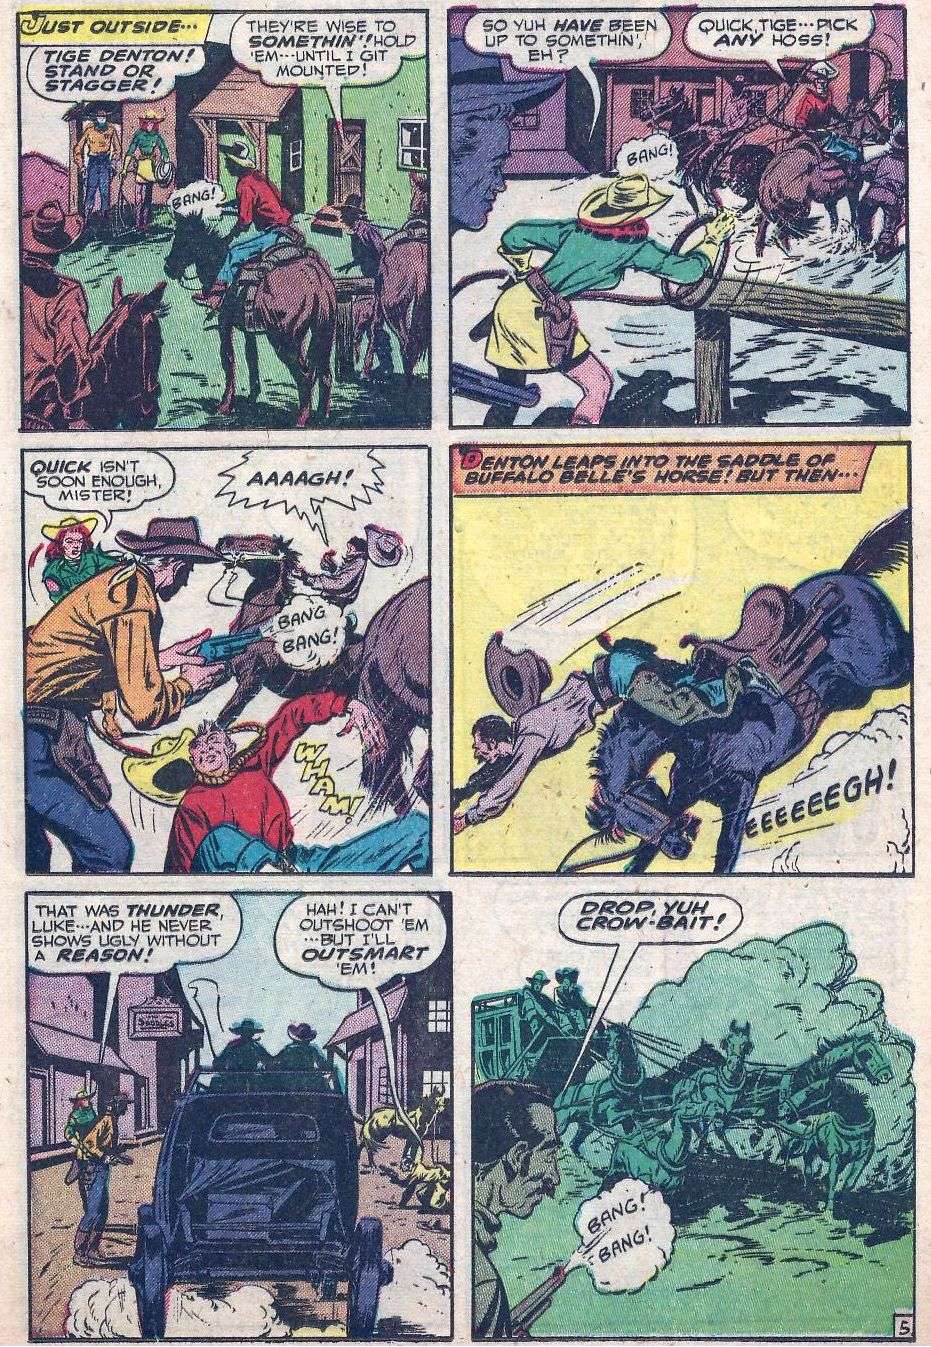 JUST OUTSIDE...
TIGE DENTON!
STAND OR
STAGGER!
THEY'RE WISE TO
SOMETHIN'! HOLD
'EM...UNTIL I GIT
MOUNTED!
BANG!
SO YUH HAVE BEEN
UP TO SOMETHIN',
EH?
QUICK, TIGE...PICK
ANY HOSS!
BANG!
QUICK ISN'T
SOON ENOUGH,
MISTER!
AAAAGH!
BANG
BANG!
WHAM!
DENTON LEAPS INTO THE SADDLE OF
BUFFALO BELLE'S HORSE! BUT THEN...
EEEEEEGH!
THAT WAS THUNDER,
LUKE...AND HE NEVER
SHOWS UGLY WITHOUT
A REASON!
HAH! I CAN'T
OUTSHOOT 'EM
...BUT I'LL
OUTSMART
'EM!
DROP, YUH
CROW-BAIT!
BANG!
BANG!
5